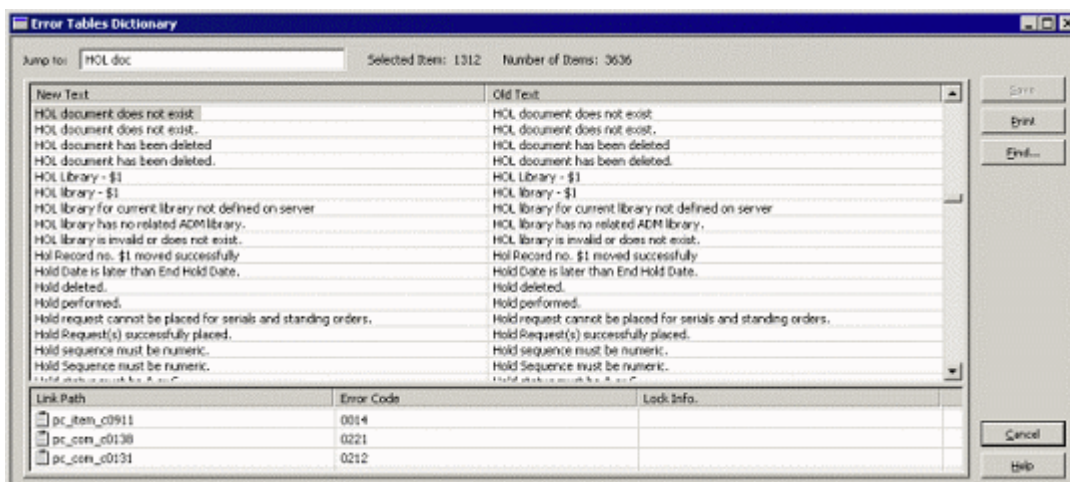 Error Tables Dictionary
Jump to: HOL doc Selected Item: 1312 Number of Items: 3636
New Text Old Text
Save
HOL document does not exist HOL document does not exist
Print
HOL document does not exist. HOL document does not exist.
HOL document has been deleted HOL document has been deleted
Find...
HOL document has been deleted. HOL document has been deleted.
HOL Library - $1 HOL Library - $1
HOL library - $1 HOL library - $1
HOL library for current library not defined on server HOL library for current library not defined on server
HOL library has no related ADM library. HOL library has no related ADM library.
HOL library is invalid or does not exist. HOL library is invalid or does not exist.
Hol Record no. $1 moved successfully Hol Record no. $1 moved successfully
Hold Date is later than End Hold Date. Hold Date is later than End Hold Date.
Hold deleted. Hold deleted.
Hold performed. Hold performed.
Hold request cannot be placed for serials and standing orders. Hold request cannot be placed for serials and standing orders.
Hold Request(s) successfully placed. Hold Request(s) successfully placed.
Hold sequence must be numeric. Hold sequence must be numeric.
Hold Sequence must be numeric. Hold Sequence must be numeric.
Link Path Error Code Lock Info.
pc_item_c0911 0014
pc_com_c0138 0221
Cancel
pc_com_c0131 0212
Help